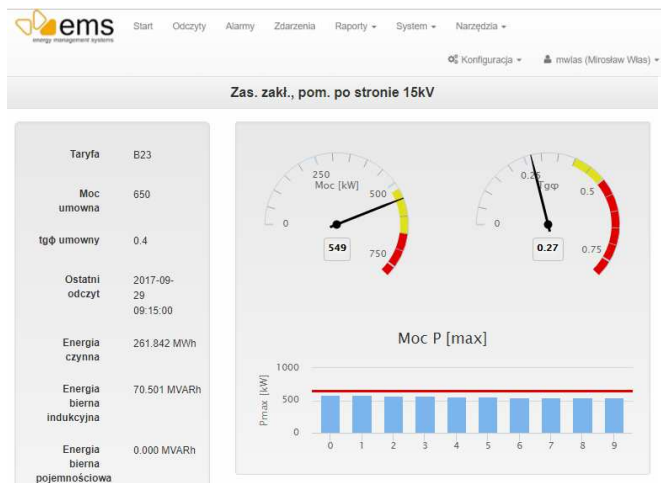 ems
energy management systems
Start Odczyty Alarmy Zdarzenia Raporty System Narzędzia
Konfiguracja mwlas (Mirosław Włas)
Zas. zakł., pom. po stronie 15kV
Taryfa B23
Moc umowna 650
tgϕ umowny 0.4
Ostatni odczyt 2017-09-29 09:15:00
Energia czynna 261.842 MWh
Energia bierna indukcyjna 70.501 MVARh
Energia bierna pojemnościowa 0.000 MVARh
0 250 500 750
Moc [kW]
549
0 0.25 0.5 0.75
Tgφ
0.27
Moc P [max]
Pmax [kW]
1000
500
0
0 1 2 3 4 5 6 7 8 9